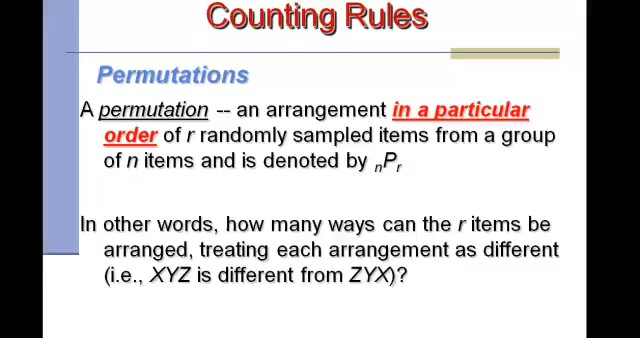 Counting Rules
Permutations
A permutation -- an arrangement in a particular
order of r randomly sampled items from a group
of n items and is denoted by nPr
In other words, how many ways can the r items be
arranged, treating each arrangement as different
(i.e., XYZ is different from ZYX)?